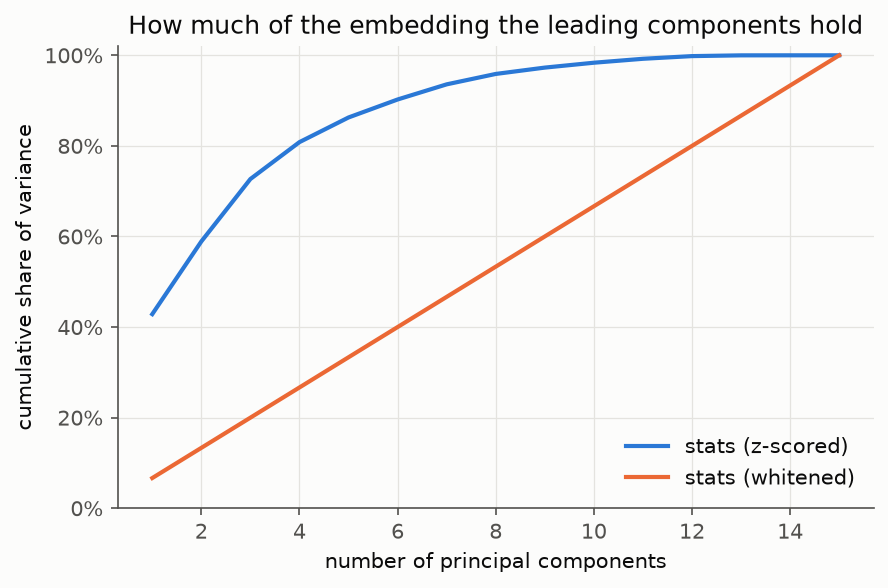 How much of the embedding the leading components hold
cumulative share of variance
100%
80%
60%
40%
20%
0%
2 4 6 8 10 12 14
number of principal components
stats (z-scored)
stats (whitened)